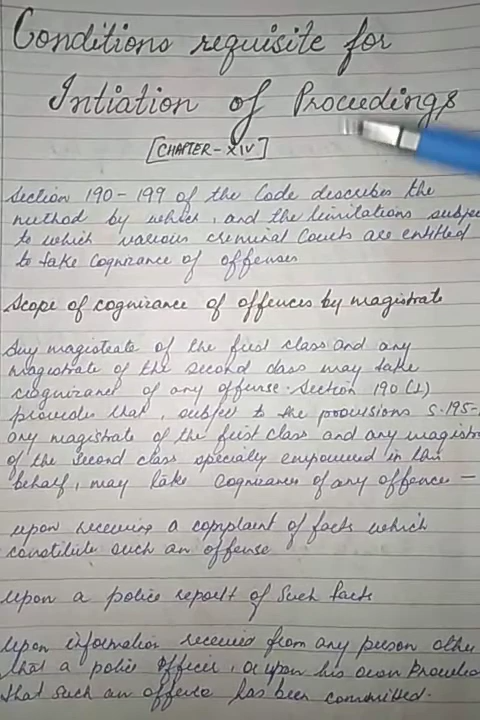 Conditions requisite for
Intiation of Proceedings
[CHAPTER-XIV]
Section 190-199 of the Code describes the
method by which, and the limitations subje
to which various criminal Courts are entitled
to take cognizance of offenses
Scope of cognizance of offences by magistrate
Any magistrate of the first class and any
magistrate of the second class may take
cognizance of any offense. Section 190 (1)
provides that, subject to the provisions S.195-
any magistrate of the first class and any magistr
of the second class specially empowered in this
behalf, may take cognizance of any offence —
upon receiving a complaint of facts which
constitute such an offense
Upon a police report of such facts
Upon information received from any person other
that a police officer, or upon his own
that such an offense has been committed.